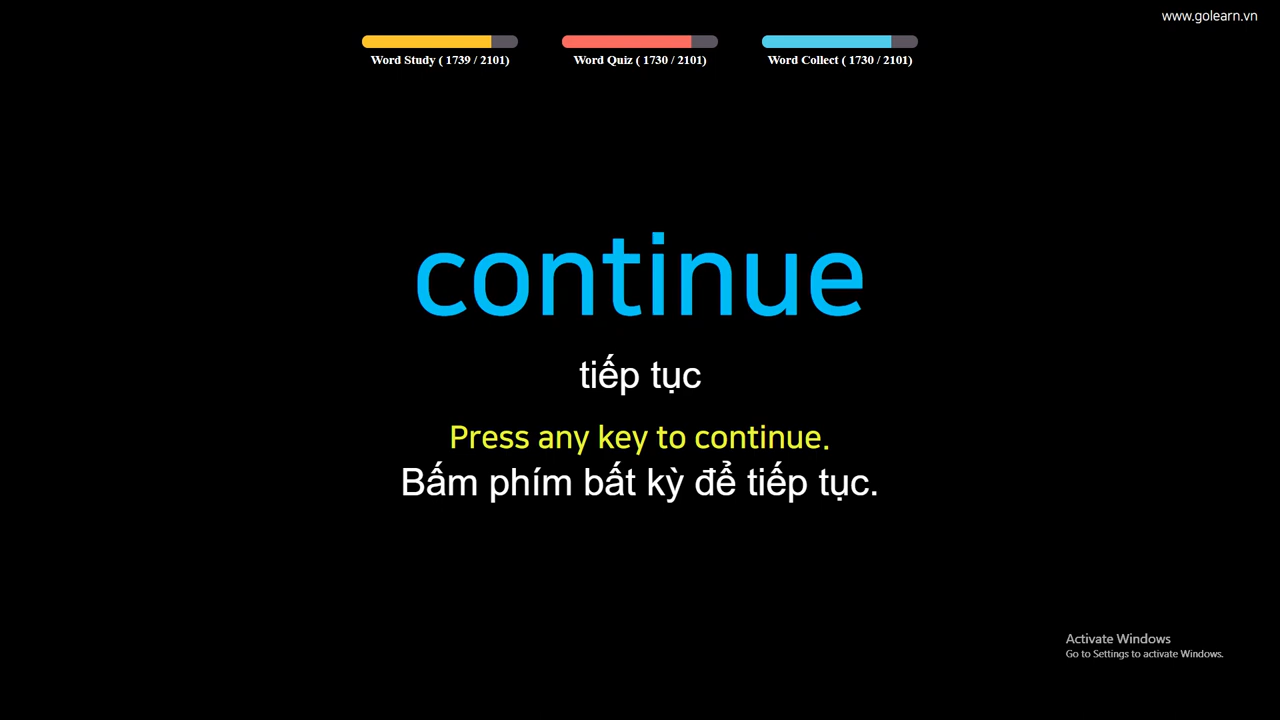 www.golearn.vn
Word Study ( 1739 / 2101) Word Quiz ( 1730 / 2101) Word Collect ( 1730 / 2101)
continue
tiếp tục
Press any key to continue.
Bấm phím bất kỳ để tiếp tục.
Activate Windows
Go to Settings to activate Windows.